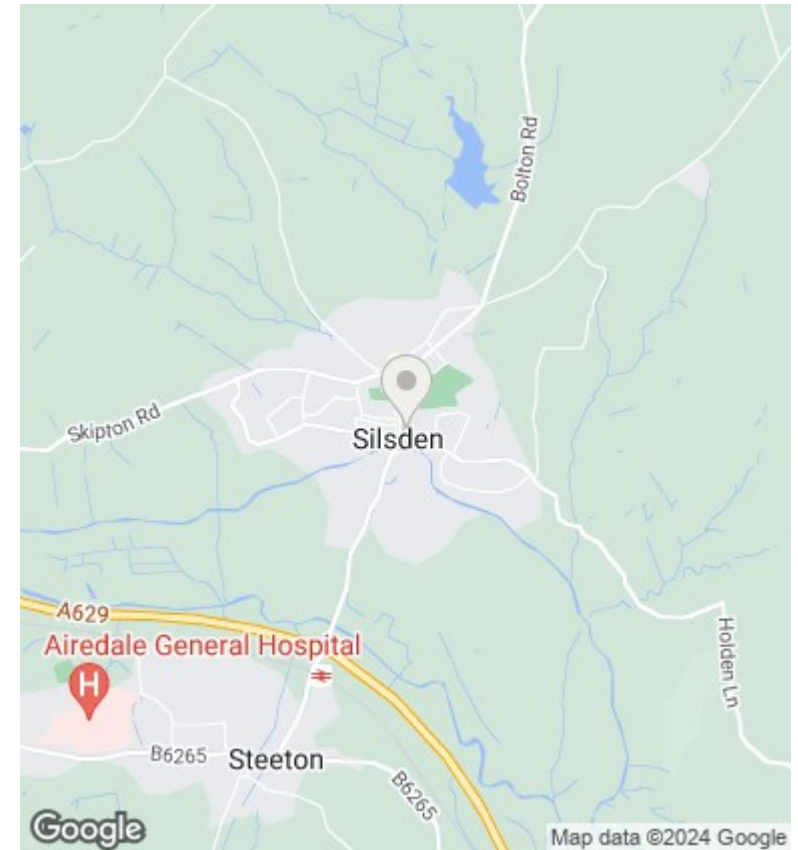 Bolton Rd
Skipton Rd
Silsden
A629
Airedale General Hospital
H
Holden Ln
B6265
Steeton
B6265
Google
Map data ©2024 Google